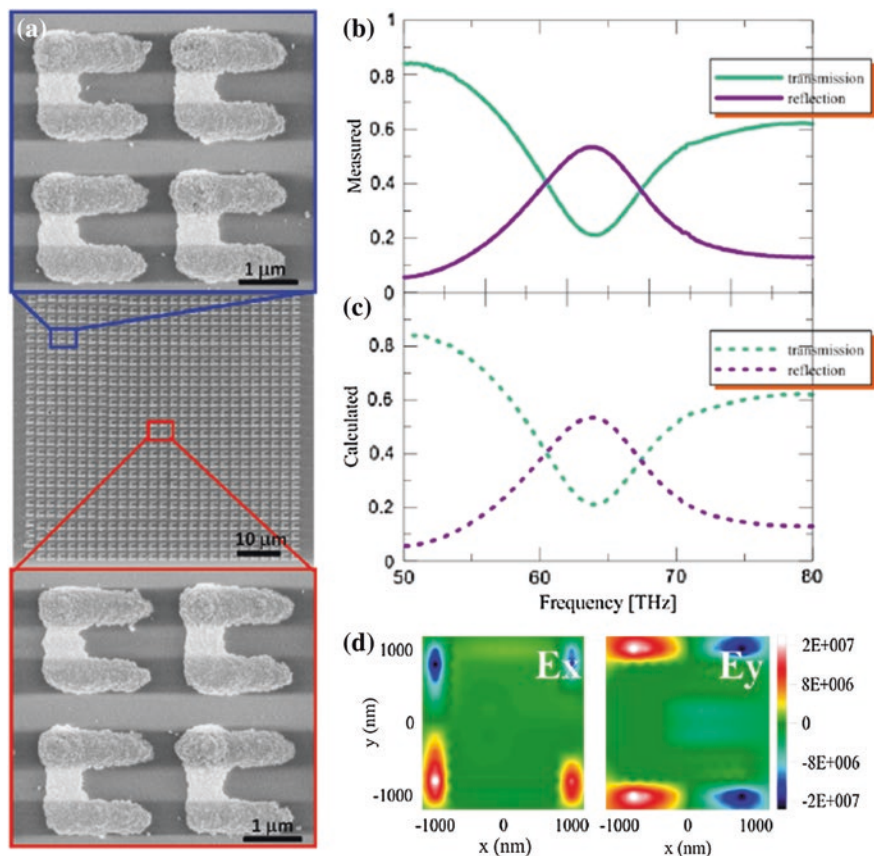 (a)
1 μm
10 μm
1 μm
(b)
1
0.8
0.6
0.4
0.2
0
Measured
transmission
reflection
(c)
0.8
0.6
0.4
0.2
0
Calculated
transmission
reflection
50
60
70
80
Frequency [THz]
(d)
1000
0
-1000
y (nm)
Ex
Ey
-1000 0 1000
x (nm)
-1000 0 1000
x (nm)
2E+007
8E+006
0
-8E+006
-2E+007